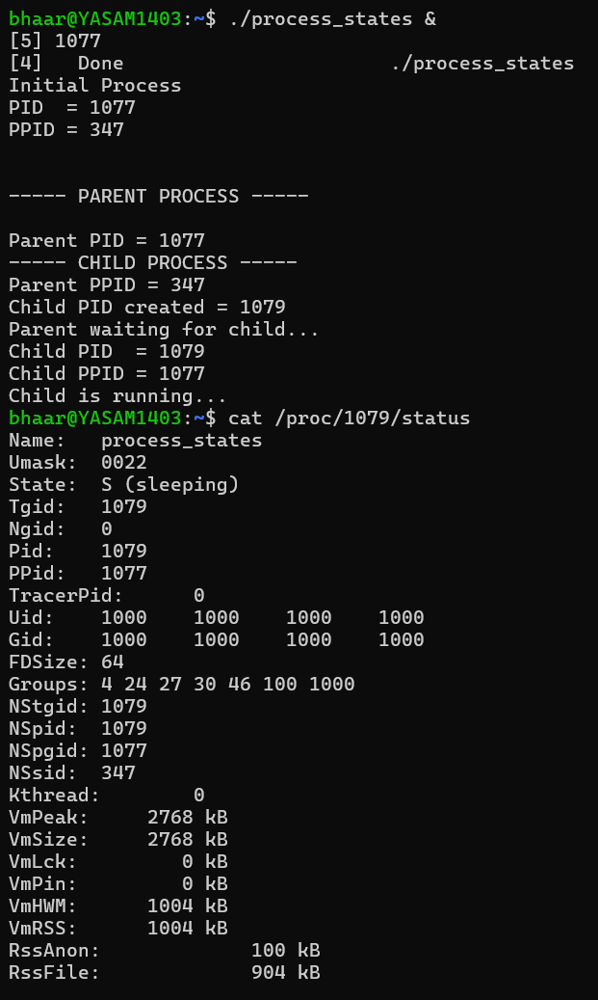 bhaar@YASAM1403:~$ ./process_states &
[5] 1077
[4]   Done                       ./process_states
Initial Process
PID  = 1077
PPID = 347
----- PARENT PROCESS -----
Parent PID = 1077
----- CHILD PROCESS -----
Parent PPID = 347
Child PID created = 1079
Parent waiting for child...
Child PID  = 1079
Child PPID = 1077
Child is running...
bhaar@YASAM1403:~$ cat /proc/1079/status
Name:   process_states
Umask:  0022
State:  S (sleeping)
Tgid:   1079
Ngid:   0
Pid:    1079
PPid:   1077
TracerPid:      0
Uid:    1000    1000    1000    1000
Gid:    1000    1000    1000    1000
FDSize: 64
Groups: 4 24 27 30 46 100 1000
NStgid: 1079
NSpid:  1079
NSpgid: 1077
NSsid:  347
Kthread:        0
VmPeak:     2768 kB
VmSize:     2768 kB
VmLck:         0 kB
VmPin:         0 kB
VmHWM:      1004 kB
VmRSS:      1004 kB
RssAnon:             100 kB
RssFile:             904 kB